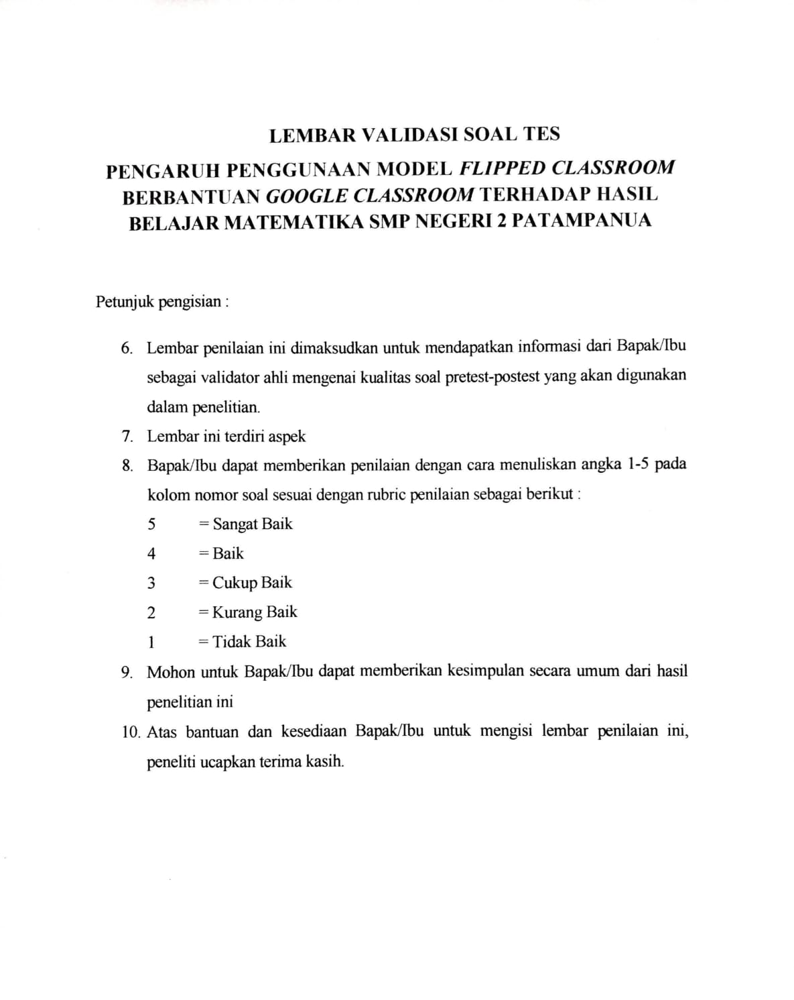 LEMBAR VALIDASI SOAL TES
PENGARUH PENGGUNAAN MODEL FLIPPED CLASSROOM
BERBANTUAN GOOGLE CLASSROOM TERHADAP HASIL
BELAJAR MATEMATIKA SMP NEGERI 2 PATAMPANUA
Petunjuk pengisian :
6. Lembar penilaian ini dimaksudkan untuk mendapatkan informasi dari Bapak/Ibu
sebagai validator ahli mengenai kualitas soal pretest-postest yang akan digunakan
dalam penelitian.
7. Lembar ini terdiri aspek
8. Bapak/Ibu dapat memberikan penilaian dengan cara menuliskan angka 1-5 pada
kolom nomor soal sesuai dengan rubric penilaian sebagai berikut :
5 = Sangat Baik
4 = Baik
3 = Cukup Baik
2 = Kurang Baik
1 = Tidak Baik
9. Mohon untuk Bapak/Ibu dapat memberikan kesimpulan secara umum dari hasil
penelitian ini
10. Atas bantuan dan kesediaan Bapak/Ibu untuk mengisi lembar penilaian ini,
peneliti ucapkan terima kasih.